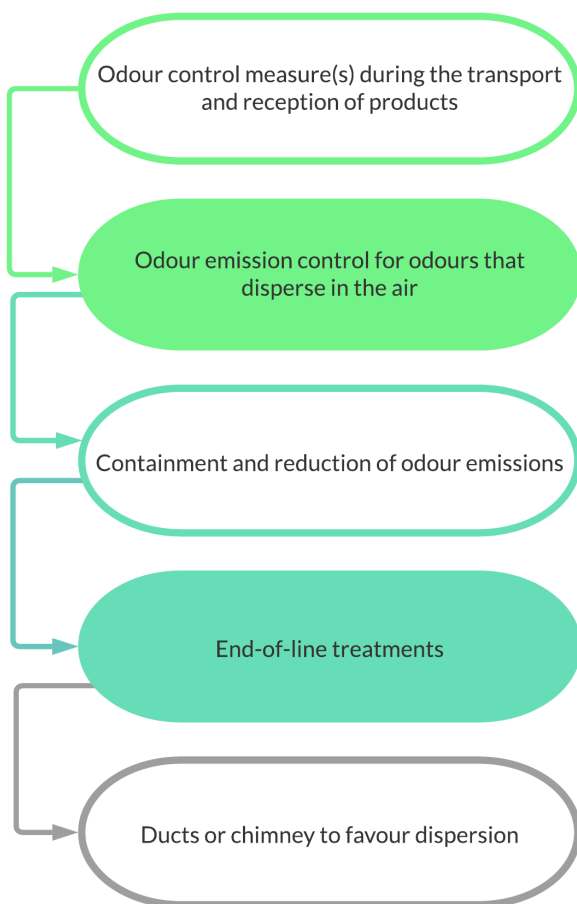 Odour control measure(s) during the transport
and reception of products
Odour emission control for odours that
disperse in the air
Containment and reduction of odour emissions
End-of-line treatments
Ducts or chimney to favour dispersion